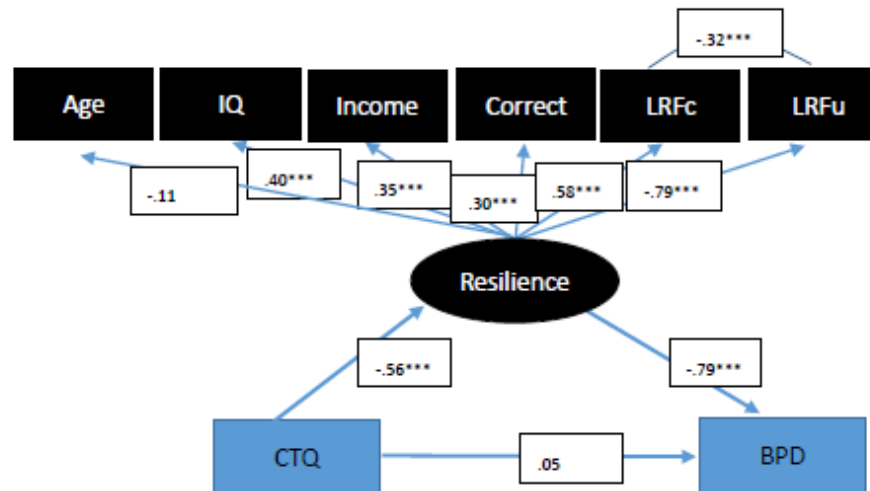 -.32***
Age
IQ
Income
Correct
LRFc
LRFu
-.11
.40***
.35***
.30***
.58***
-.79***
Resilience
-.56***
-.79***
CTQ
.05
BPD